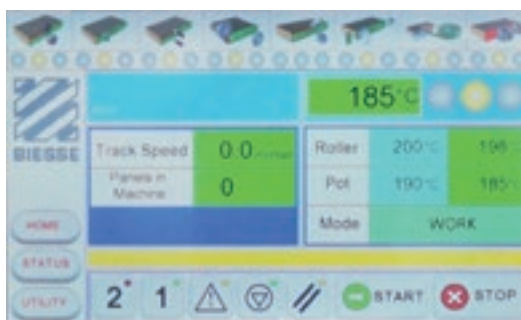 185°C
BIESSE
Track Speed 0.0
Roller 200°C 196°C
Panels in Machine 0
Pot 190°C 185°C
Mode WORK
HOME
STATUS
UTILITY
2 1 START STOP